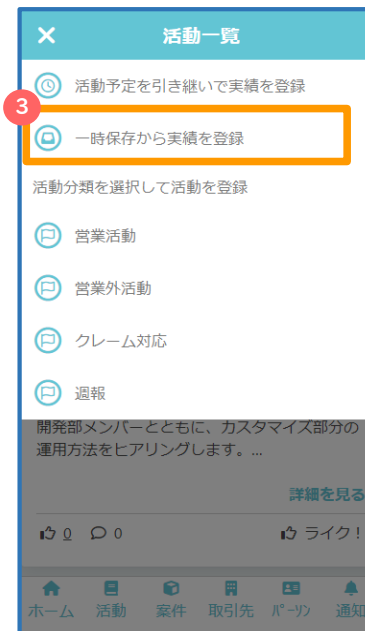 活動一覧
活動予定を引き継いで実績を登録
3
一時保存から実績を登録
活動分類を選択して活動を登録
営業活動
営業外活動
クレーム対応
週報
開発部メンバーとともに、カスタマイズ部分の
運用方法をヒアリングします。...
詳細を見る
0 0 ライク！
ホーム 活動 案件 取引先 ﾊﾟｰｿﾝ 通知